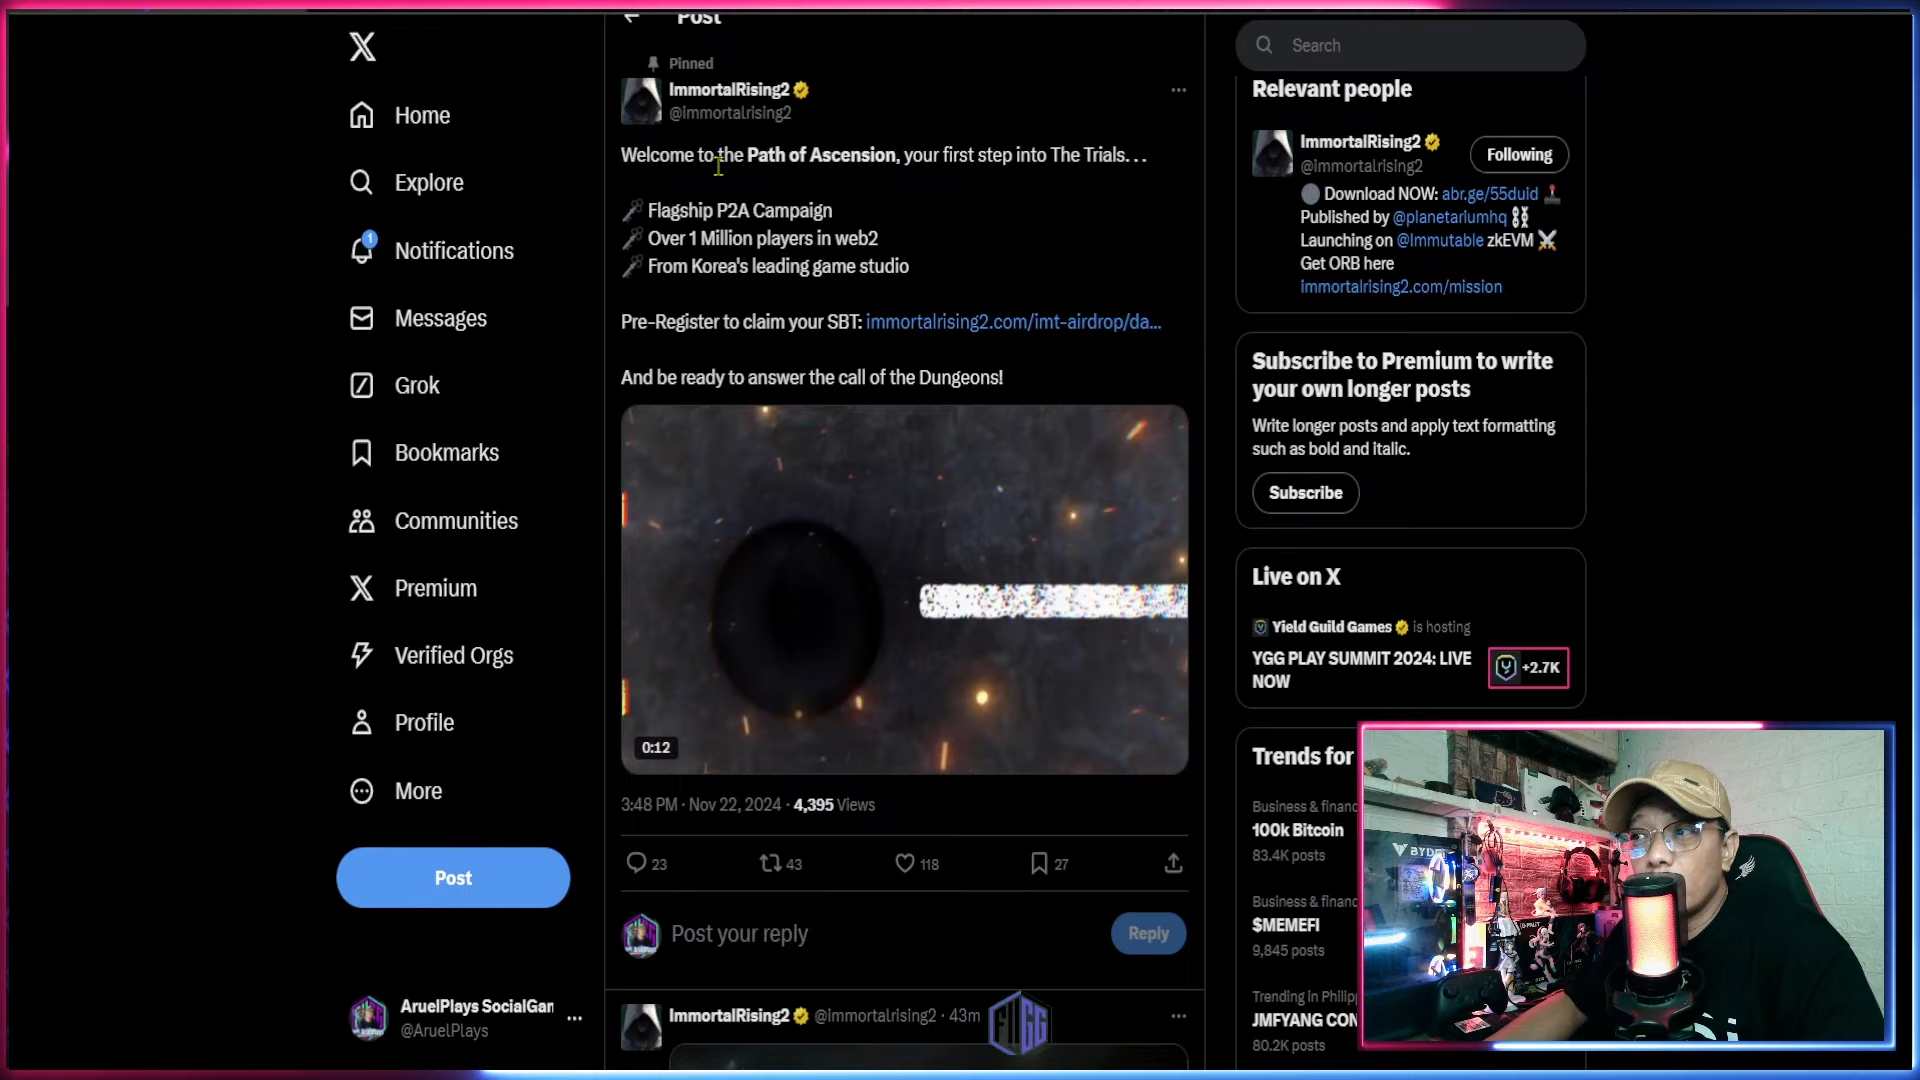 Home
Explore
1
Notifications
Messages
Grok
Bookmarks
Communities
Premium
Verified Orgs
Profile
More
Post
AruelPlays SocialGan
@AruelPlays
Post
Pinned
ImmortalRising2
@immortalrising2
Welcome to the Path of Ascension, your first step into The Trials...
Flagship P2A Campaign
Over 1 Million players in web2
From Korea's leading game studio
Pre-Register to claim your SBT: immortalrising2.com/imt-airdrop/da...
And be ready to answer the call of the Dungeons!
0:12
3:48 PM · Nov 22, 2024 · 4,395 Views
23 43 118 27
Post your reply
Reply
ImmortalRising2 @immortalrising2 · 43m
Search
Relevant people
ImmortalRising2
@immortalrising2
Following
Download NOW: abr.ge/55duid
Published by @planetariumhq
Launching on @Immutable zkEVM
Get ORB here
immortalrising2.com/mission
Subscribe to Premium to write
your own longer posts
Write longer posts and apply text formatting
such as bold and italic.
Subscribe
Live on X
Yield Guild Games is hosting
YGG PLAY SUMMIT 2024: LIVE
NOW
+2.7K
Trends for
Business & financ
100k Bitcoin
83.4K posts
Business & financ
$MEMEFI
9,845 posts
Trending in Philip
JMFYANG CON
80.2K posts